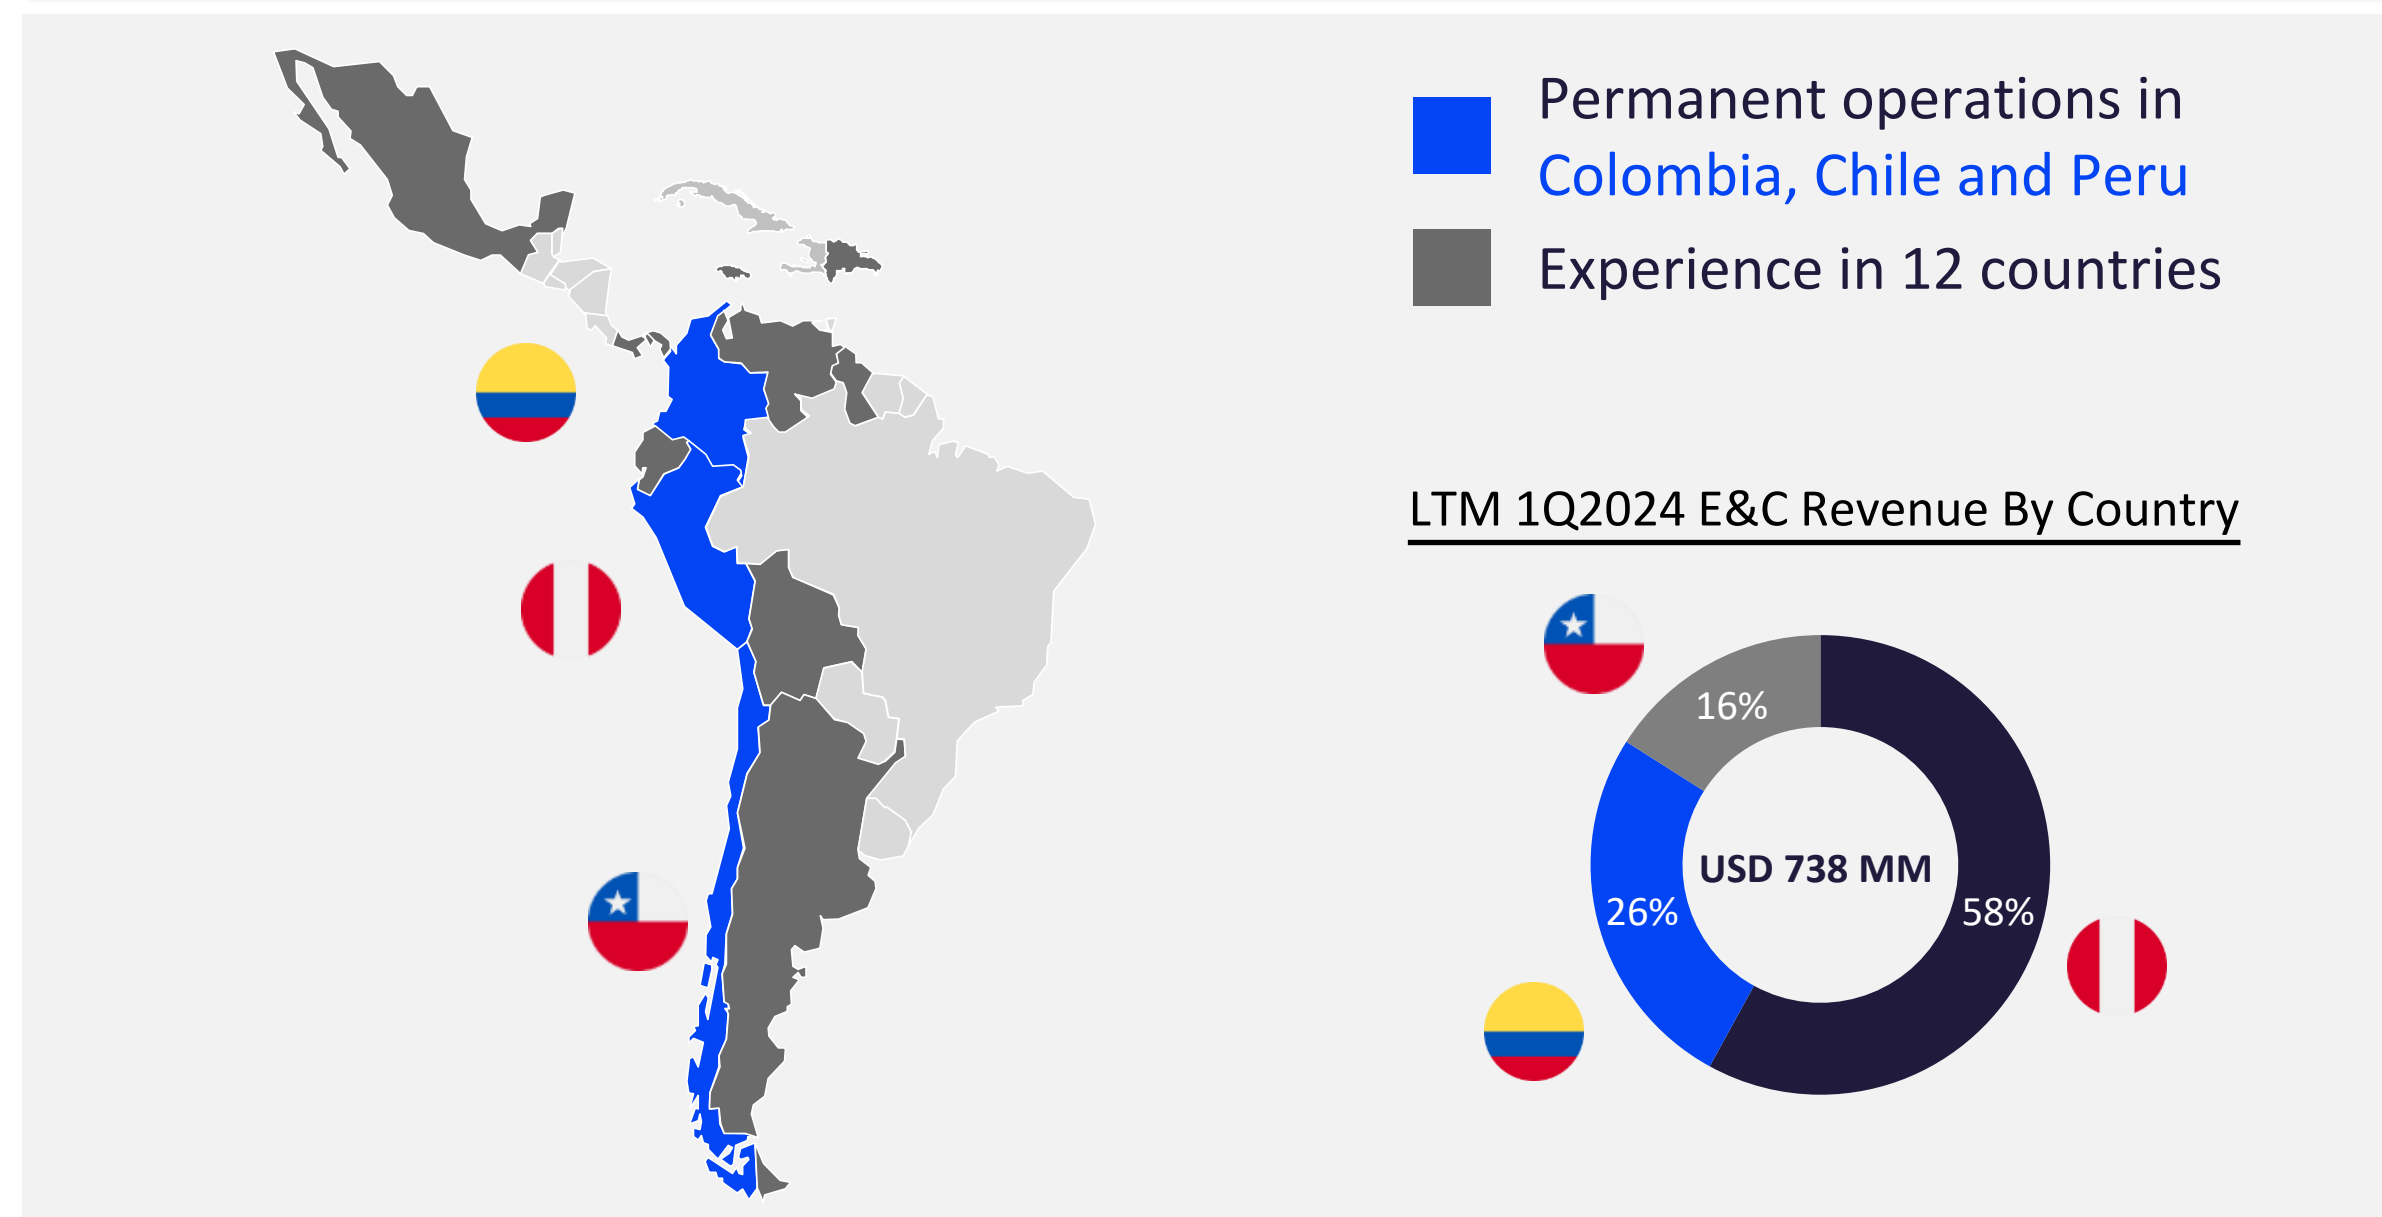 Permanent operations in
Colombia, Chile and Peru
Experience in 12 countries
LTM 1Q2024 E&C Revenue By Country
16%
USD 738 MM
26%
58%